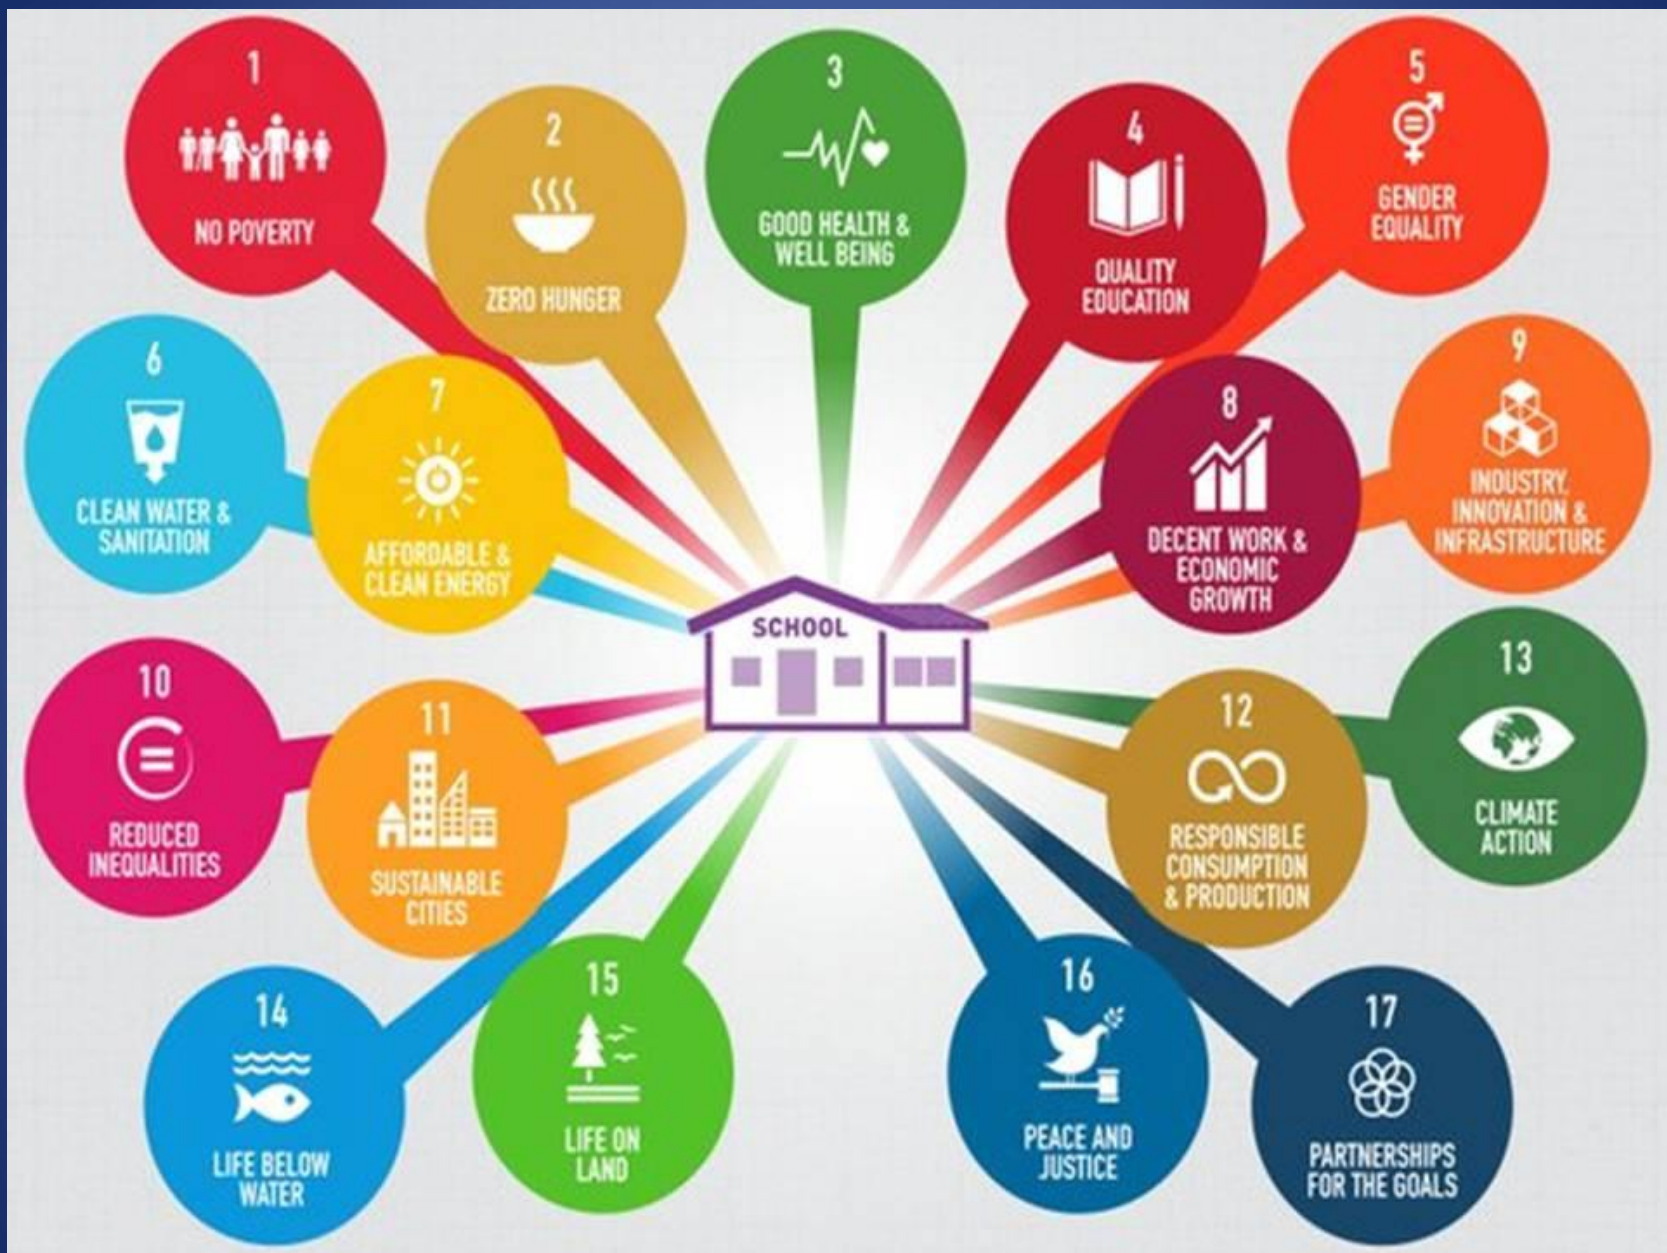 1
NO POVERTY
2
ZERO HUNGER
3
GOOD HEALTH &
WELL BEING
4
QUALITY
EDUCATION
5
GENDER
EQUALITY
6
CLEAN WATER &
SANITATION
7
AFFORDABLE &
CLEAN ENERGY
8
DECENT WORK &
ECONOMIC
GROWTH
9
INDUSTRY,
INNOVATION &
INFRASTRUCTURE
SCHOOL
10
REDUCED
INEQUALITIES
11
SUSTAINABLE
CITIES
12
RESPONSIBLE
CONSUMPTION
& PRODUCTION
13
CLIMATE
ACTION
14
LIFE BELOW
WATER
15
LIFE ON
LAND
16
PEACE AND
JUSTICE
17
PARTNERSHIPS
FOR THE GOALS